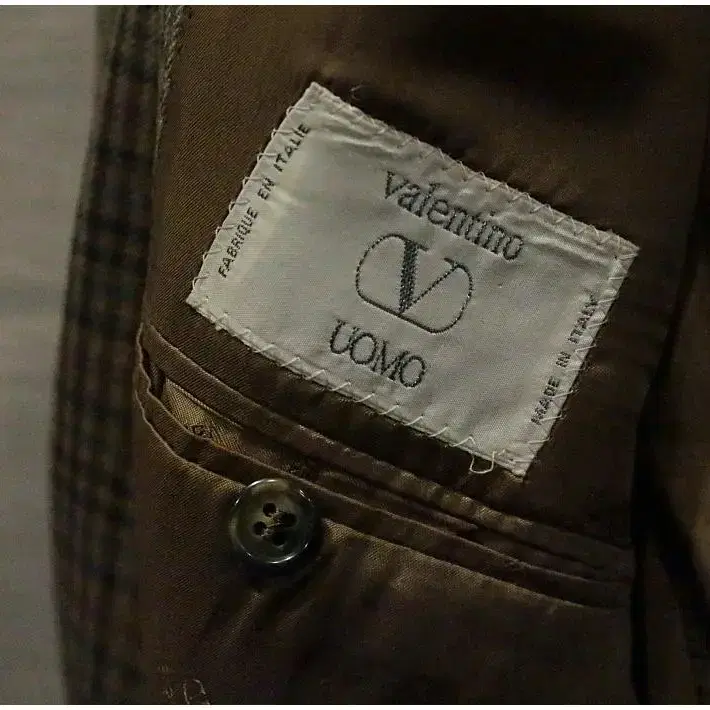 FABRIQUE EN ITALIE
valentino
V
UOMO
MADE IN ITALY